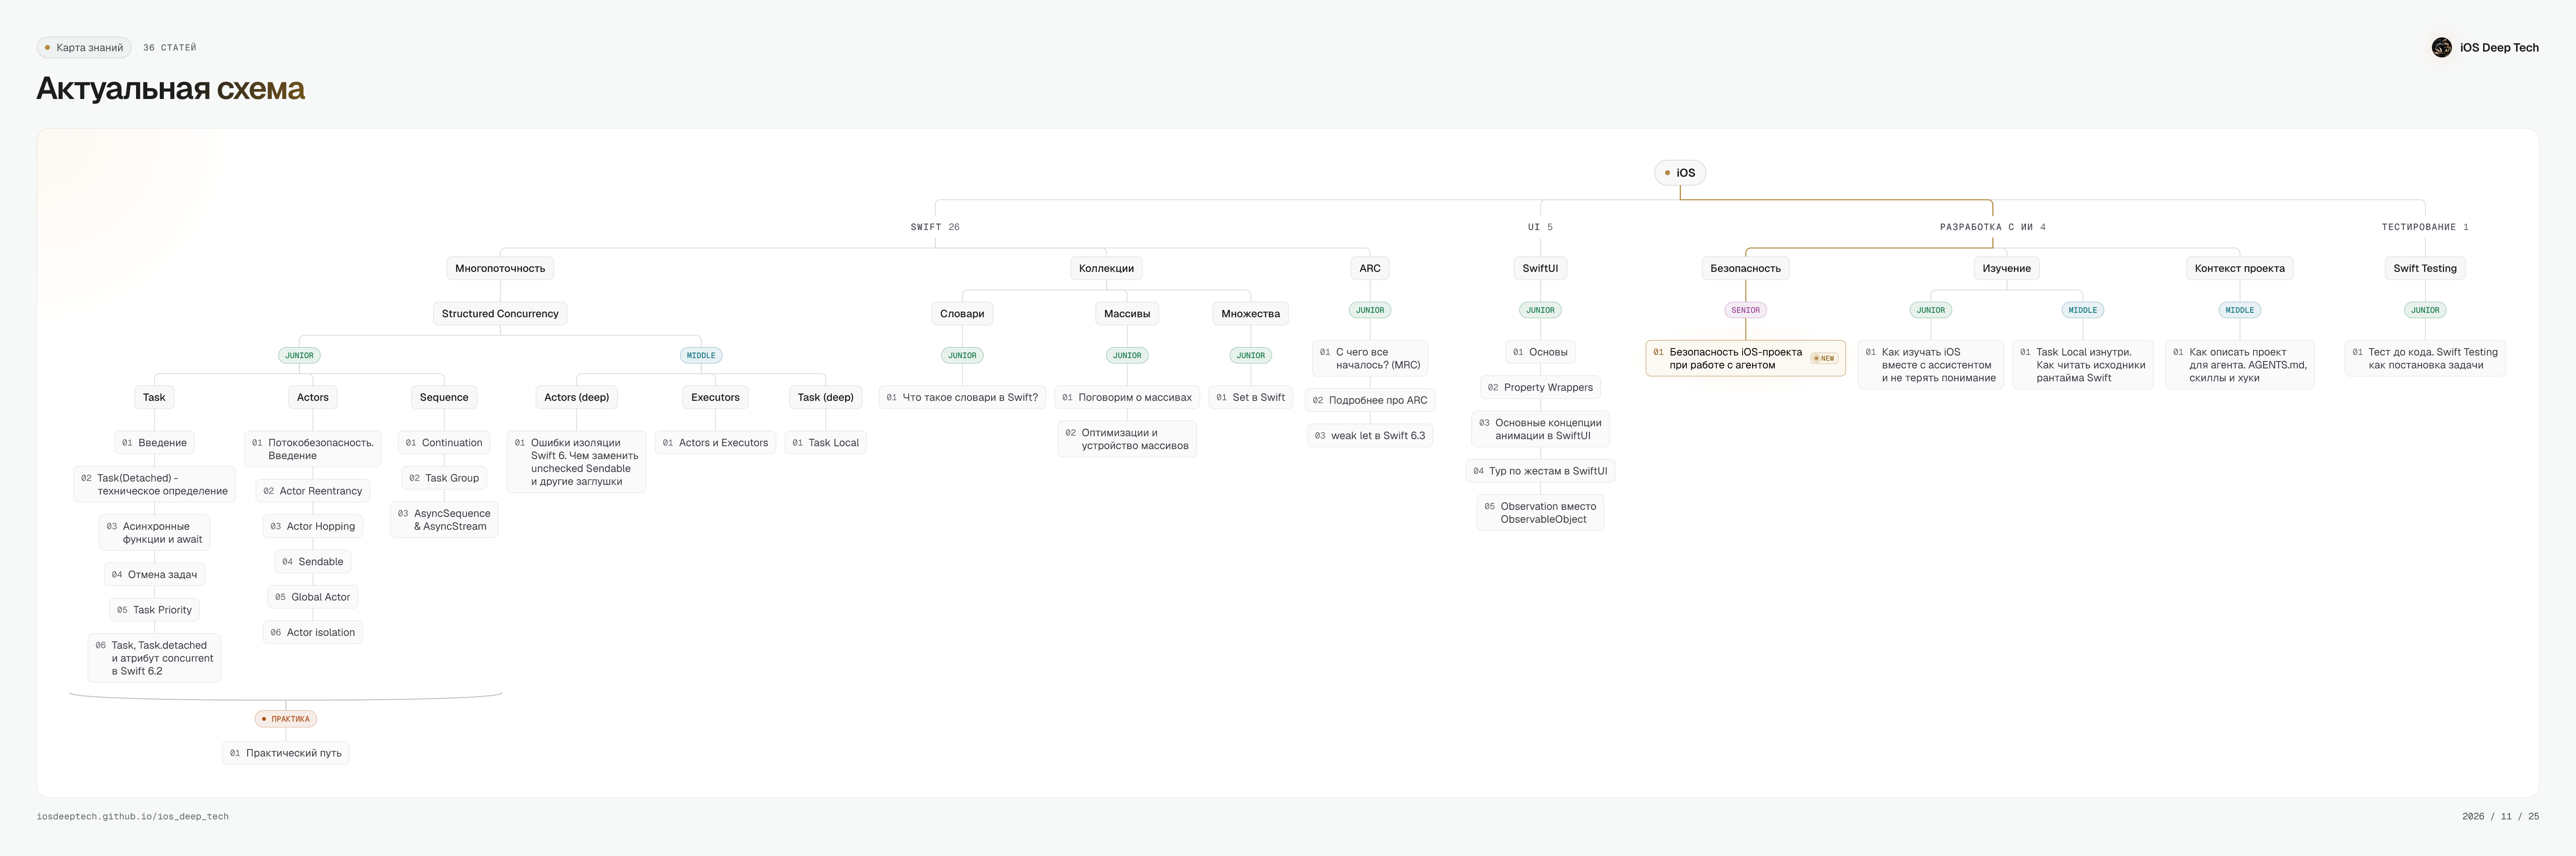 Карта знаний
36 СТАТЕЙ
iOS Deep Tech
Актуальная схема
iOS
SWIFT 26
UI 5
РАЗРАБОТКА С ИИ 4
ТЕСТИРОВАНИЕ 1
Многопоточность
Коллекции
ARC
SwiftUI
Безопасность
Изучение
Контекст проекта
Swift Testing
Structured Concurrency
Словари
Массивы
Множества
JUNIOR
JUNIOR
SENIOR
JUNIOR
MIDDLE
MIDDLE
JUNIOR
JUNIOR
MIDDLE
JUNIOR
JUNIOR
JUNIOR
Task
Actors
Sequence
Actors (deep)
Executors
Task (deep)
01 Введение
02 Task(Detached) -
техническое определение
03 Асинхронные
функции и await
04 Отмена задач
05 Task Priority
06 Task, Task.detached
и атрибут concurrent
в Swift 6.2
01 Потокобезопасность.
Введение
02 Actor Reentrancy
03 Actor Hopping
04 Sendable
05 Global Actor
06 Actor isolation
01 Continuation
02 Task Group
03 AsyncSequence
& AsyncStream
01 Ошибки изоляции
Swift 6. Чем заменить
unchecked Sendable
и другие заглушки
01 Actors и Executors
01 Task Local
01 Что такое словари в Swift?
01 Поговорим о массивах
02 Оптимизации и
устройство массивов
01 Set в Swift
01 С чего все
началось? (MRC)
02 Подробнее про ARC
03 weak let в Swift 6.3
01 Основы
02 Property Wrappers
03 Основные концепции
анимации в SwiftUI
04 Тур по жестам в SwiftUI
05 Observation вместо
ObservableObject
01 Безопасность iOS-проекта
при работе с агентом
NEW
01 Как изучать iOS
вместе с ассистентом
и не терять понимание
01 Task Local изнутри.
Как читать исходники
рантайма Swift
01 Как описать проект
для агента. AGENTS.md,
скиллы и хуки
01 Тест до кода. Swift Testing
как постановка задачи
ПРАКТИКА
01 Практический путь
iosdeeptech.github.io/ios_deep_tech
2026 / 11 / 25